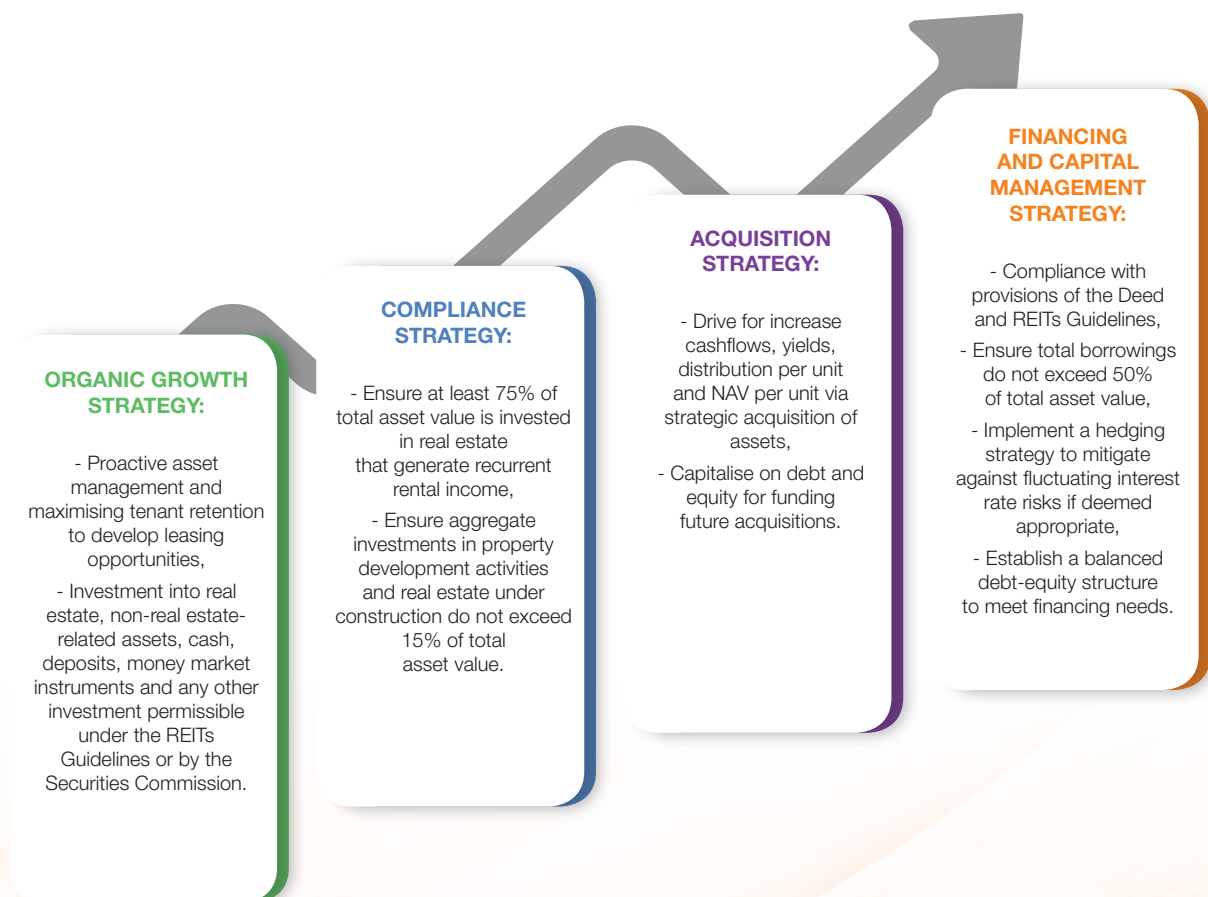 ORGANIC GROWTH
STRATEGY:
- Proactive asset
management and
maximising tenant retention
to develop leasing
opportunities,
- Investment into real
estate, non-real estate-
related assets, cash,
deposits, money market
instruments and any other
investment permissible
under the REITs
Guidelines or by the
Securities Commission.
COMPLIANCE
STRATEGY:
- Ensure at least 75% of
total asset value is invested
in real estate
that generate recurrent
rental income,
- Ensure aggregate
investments in property
development activities
and real estate under
construction do not exceed
15% of total
asset value.
ACQUISITION
STRATEGY:
- Drive for increase
cashflows, yields,
distribution per unit
and NAV per unit via
strategic acquisition of
assets,
- Capitalise on debt and
equity for funding
future acquisitions.
FINANCING
AND CAPITAL
MANAGEMENT
STRATEGY:
- Compliance with
provisions of the Deed
and REITs Guidelines,
- Ensure total borrowings
do not exceed 50%
of total asset value,
- Implement a hedging
strategy to mitigate
against fluctuating interest
rate risks if deemed
appropriate,
- Establish a balanced
debt-equity structure
to meet financing needs.